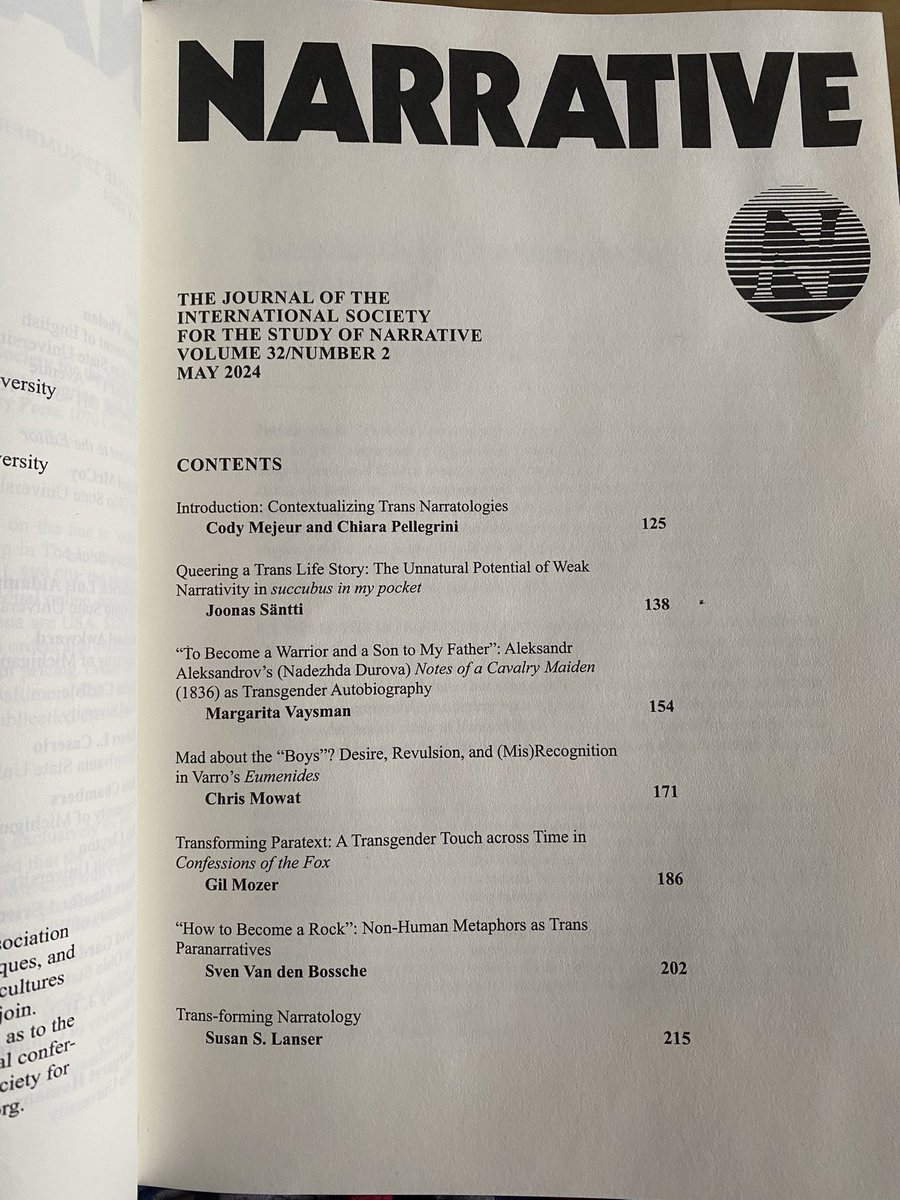 NARRATIVE
N
THE JOURNAL OF THE
INTERNATIONAL SOCIETY
FOR THE STUDY OF NARRATIVE
VOLUME 32/NUMBER 2
MAY 2024
CONTENTS
Introduction: Contextualizing Trans Narratologies
Cody Mejeur and Chiara Pellegrini 125
Queering a Trans Life Story: The Unnatural Potential of Weak
Narrativity in succubus in my pocket
Joonas Säntti 138
“To Become a Warrior and a Son to My Father”: Aleksandr
Aleksandrov’s (Nadezhda Durova) Notes of a Cavalry Maiden
(1836) as Transgender Autobiography
Margarita Vaysman 154
Mad about the “Boys”? Desire, Revulsion, and (Mis)Recognition
in Varro’s Eumenides
Chris Mowat 171
Transforming Paratext: A Transgender Touch across Time in
Confessions of the Fox
Gil Mozer 186
“How to Become a Rock”: Non-Human Metaphors as Trans
Paranarratives
Sven Van den Bossche 202
Trans-forming Narratology
Susan S. Lanser 215
versity
ersity
sociation
ques, and
cultures
join.
as to the
al confer-
ciety for
rg.